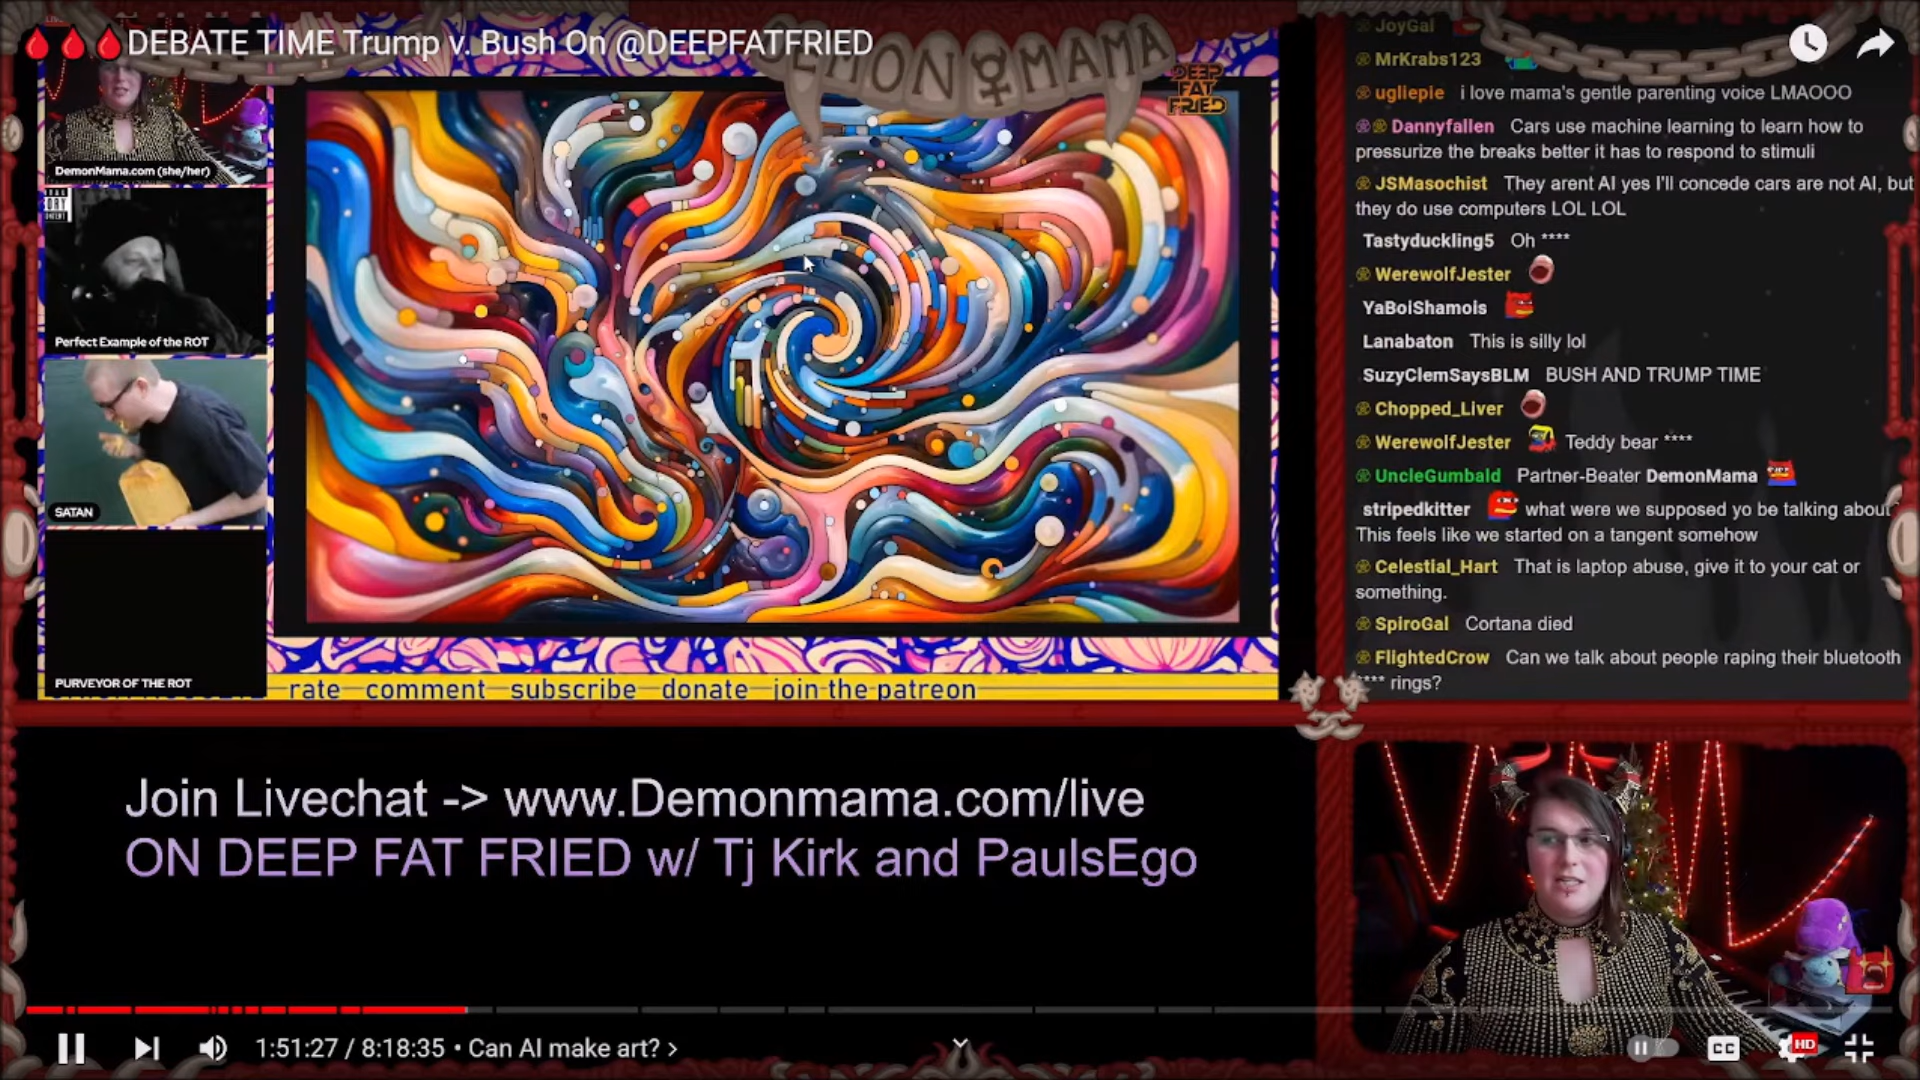 🩸🩸🩸DEBATE TIME Trump v. Bush On @DEEPFATFRIED
DEMON MAMA
DEEP
FAT
FRIED
DemonMama.com (she/her)
Perfect Example of the ROT
SATAN
PURVEYOR OF THE ROT
rate comment subscribe donate join the patreon
JoyGal
MrKrabs123
ugliepie i love mama's gentle parenting voice LMAOOO
Dannyfallen Cars use machine learning to learn how to
pressurize the breaks better it has to respond to stimuli
JSMasochist They arent AI yes I'll concede cars are not AI, but
they do use computers LOL LOL
Tastyduckling5 Oh ****
WerewolfJester
YaBoiShamois
Lanabaton This is silly lol
SuzyClemSaysBLM BUSH AND TRUMP TIME
Chopped_Liver
WerewolfJester Teddy bear ****
UncleGumbald Partner-Beater DemonMama
stripedkitter what were we supposed yo be talking about
This feels like we started on a tangent somehow
Celestial_Hart That is laptop abuse, give it to your cat or
something.
SpiroGal Cortana died
FlightedCrow Can we talk about people raping their bluetooth
**** rings?
Join Livechat -> www.Demonmama.com/live
ON DEEP FAT FRIED w/ Tj Kirk and PaulsEgo
1:51:27 / 8:18:35 • Can AI make art? >
CC
HD